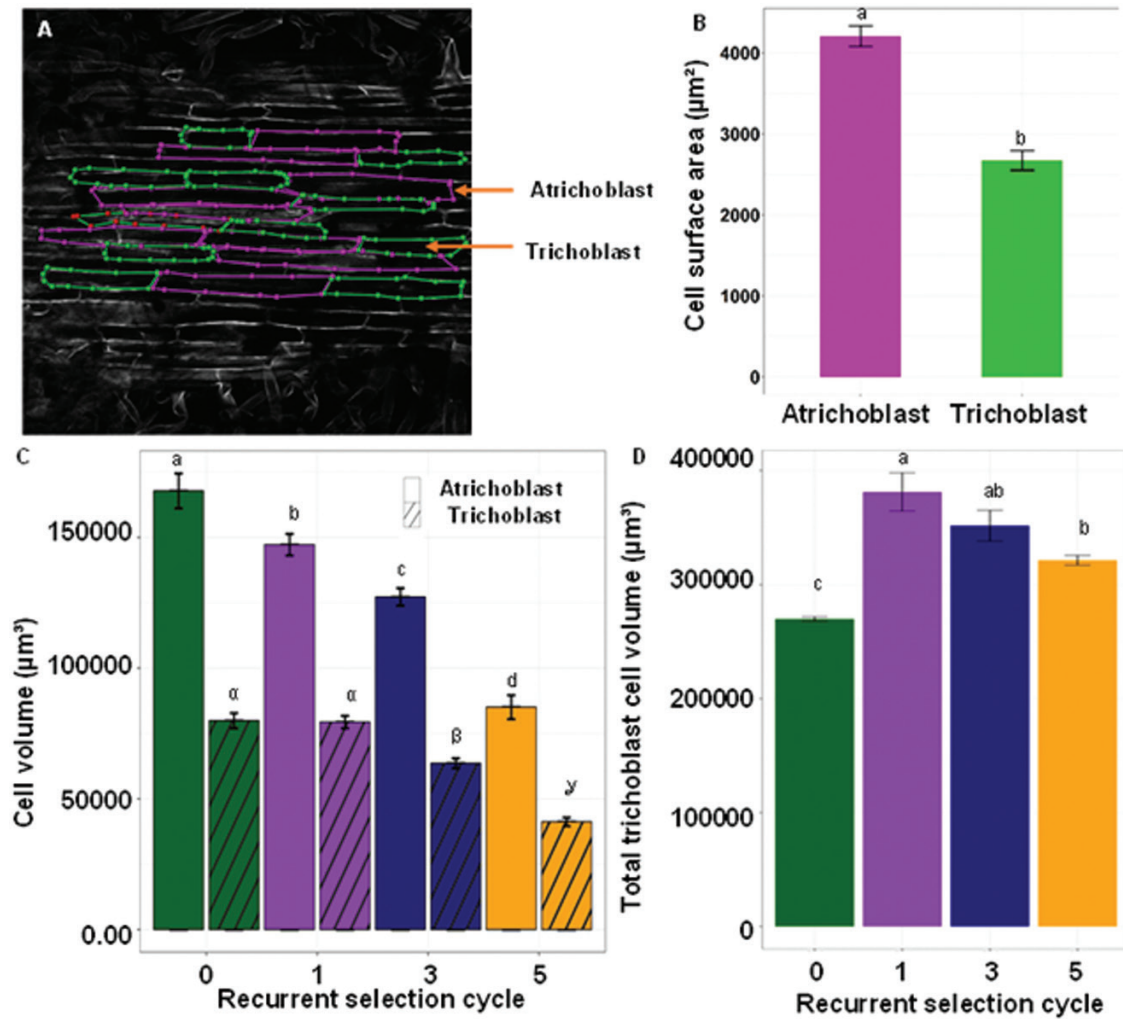 A
Atrichoblast
Trichoblast
B
Cell surface area (µm²)
4000
3000
2000
1000
0
a
b
Atrichoblast Trichoblast
C
Cell volume (µm³)
150000
100000
50000
0.00
a
α
b
α
c
β
d
γ
Atrichoblast
Trichoblast
0 1 3 5
Recurrent selection cycle
D
Total trichoblast cell volume (µm³)
400000
300000
200000
100000
0
c
a
ab
b
0 1 3 5
Recurrent selection cycle